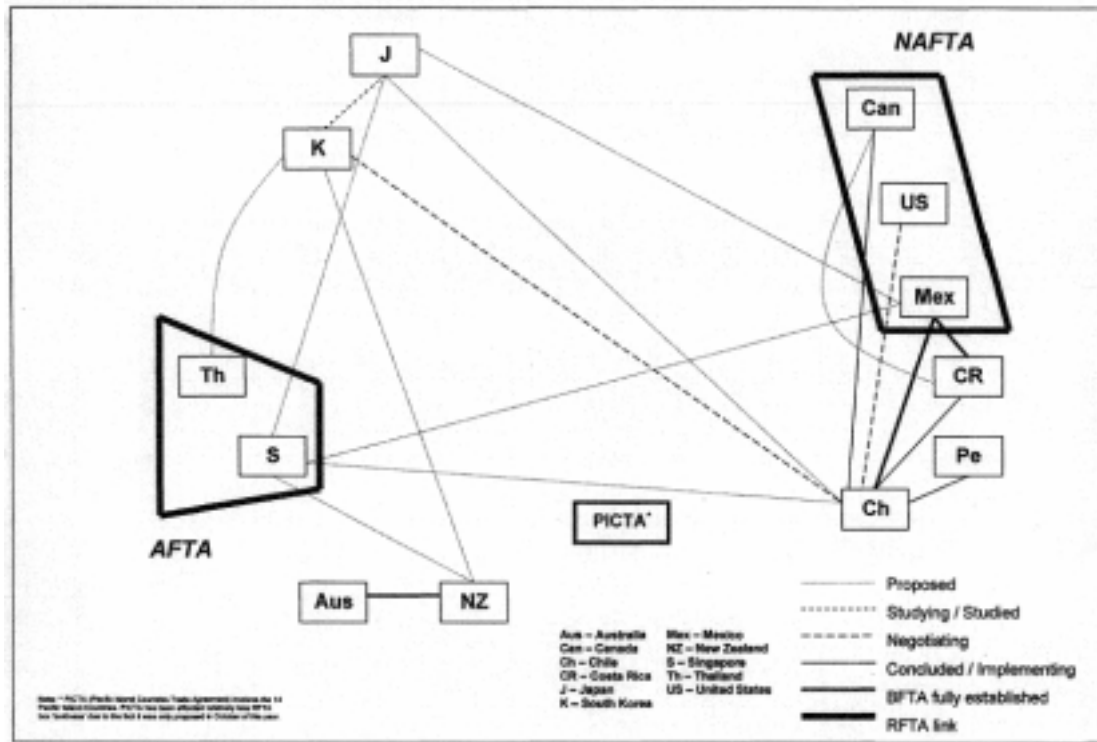 J
NAFTA
Can
K
US
Mex
Th
CR
S
Pe
Ch
PICTA*
AFTA
Aus
NZ
Proposed
Studying / Studied
Negotiating
Concluded / Implementing
BFTA fully established
RFTA link
Aus – Australia
Can – Canada
Ch – Chile
CR – Costa Rica
J – Japan
K – South Korea
Mex – Mexico
NZ – New Zealand
S – Singapore
Th – Thailand
US – United States